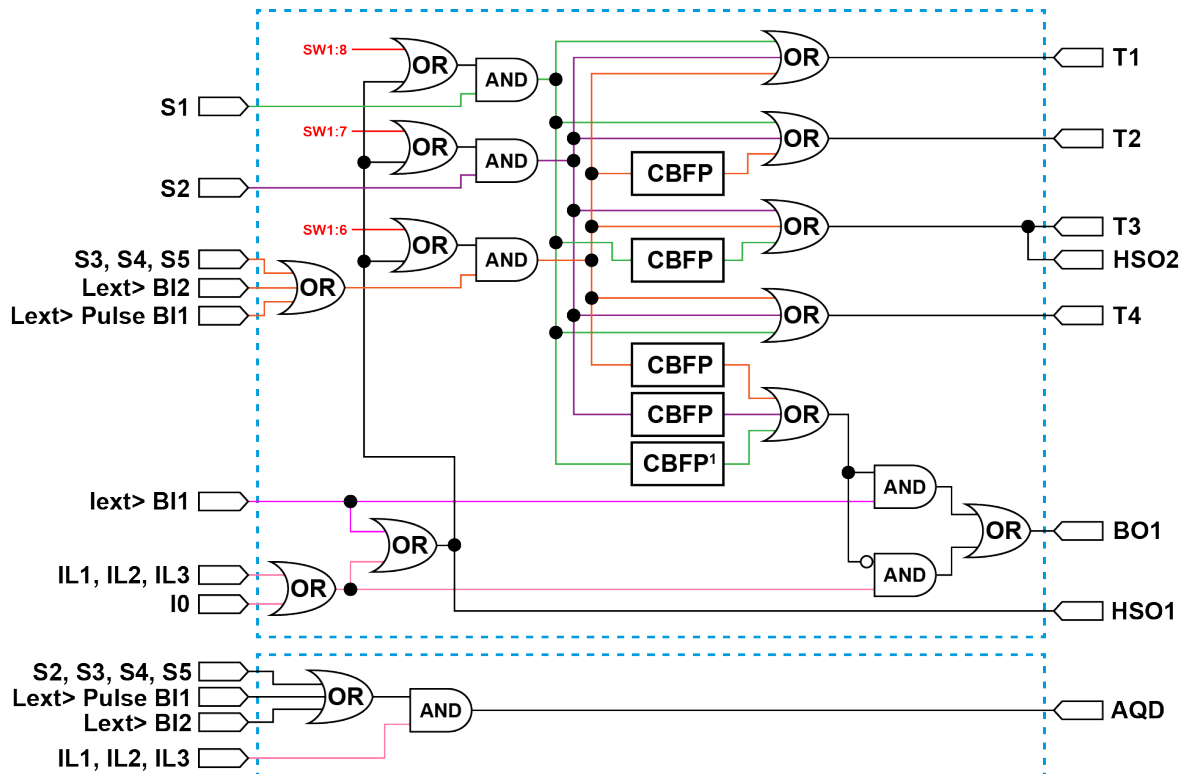 SW1:8
OR
AND
OR
T1
S1
SW1:7
OR
AND
OR
T2
S2
CBFP
SW1:6
OR
AND
OR
T3
S3, S4, S5
CBFP
HSO2
Lext> BI2
OR
Lext> Pulse BI1
OR
T4
CBFP
CBFP
OR
CBFP¹
Iext> BI1
AND
OR
OR
BO1
IL1, IL2, IL3
OR
AND
I0
HSO1
S2, S3, S4, S5
Lext> Pulse BI1
OR
AND
AQD
Lext> BI2
IL1, IL2, IL3